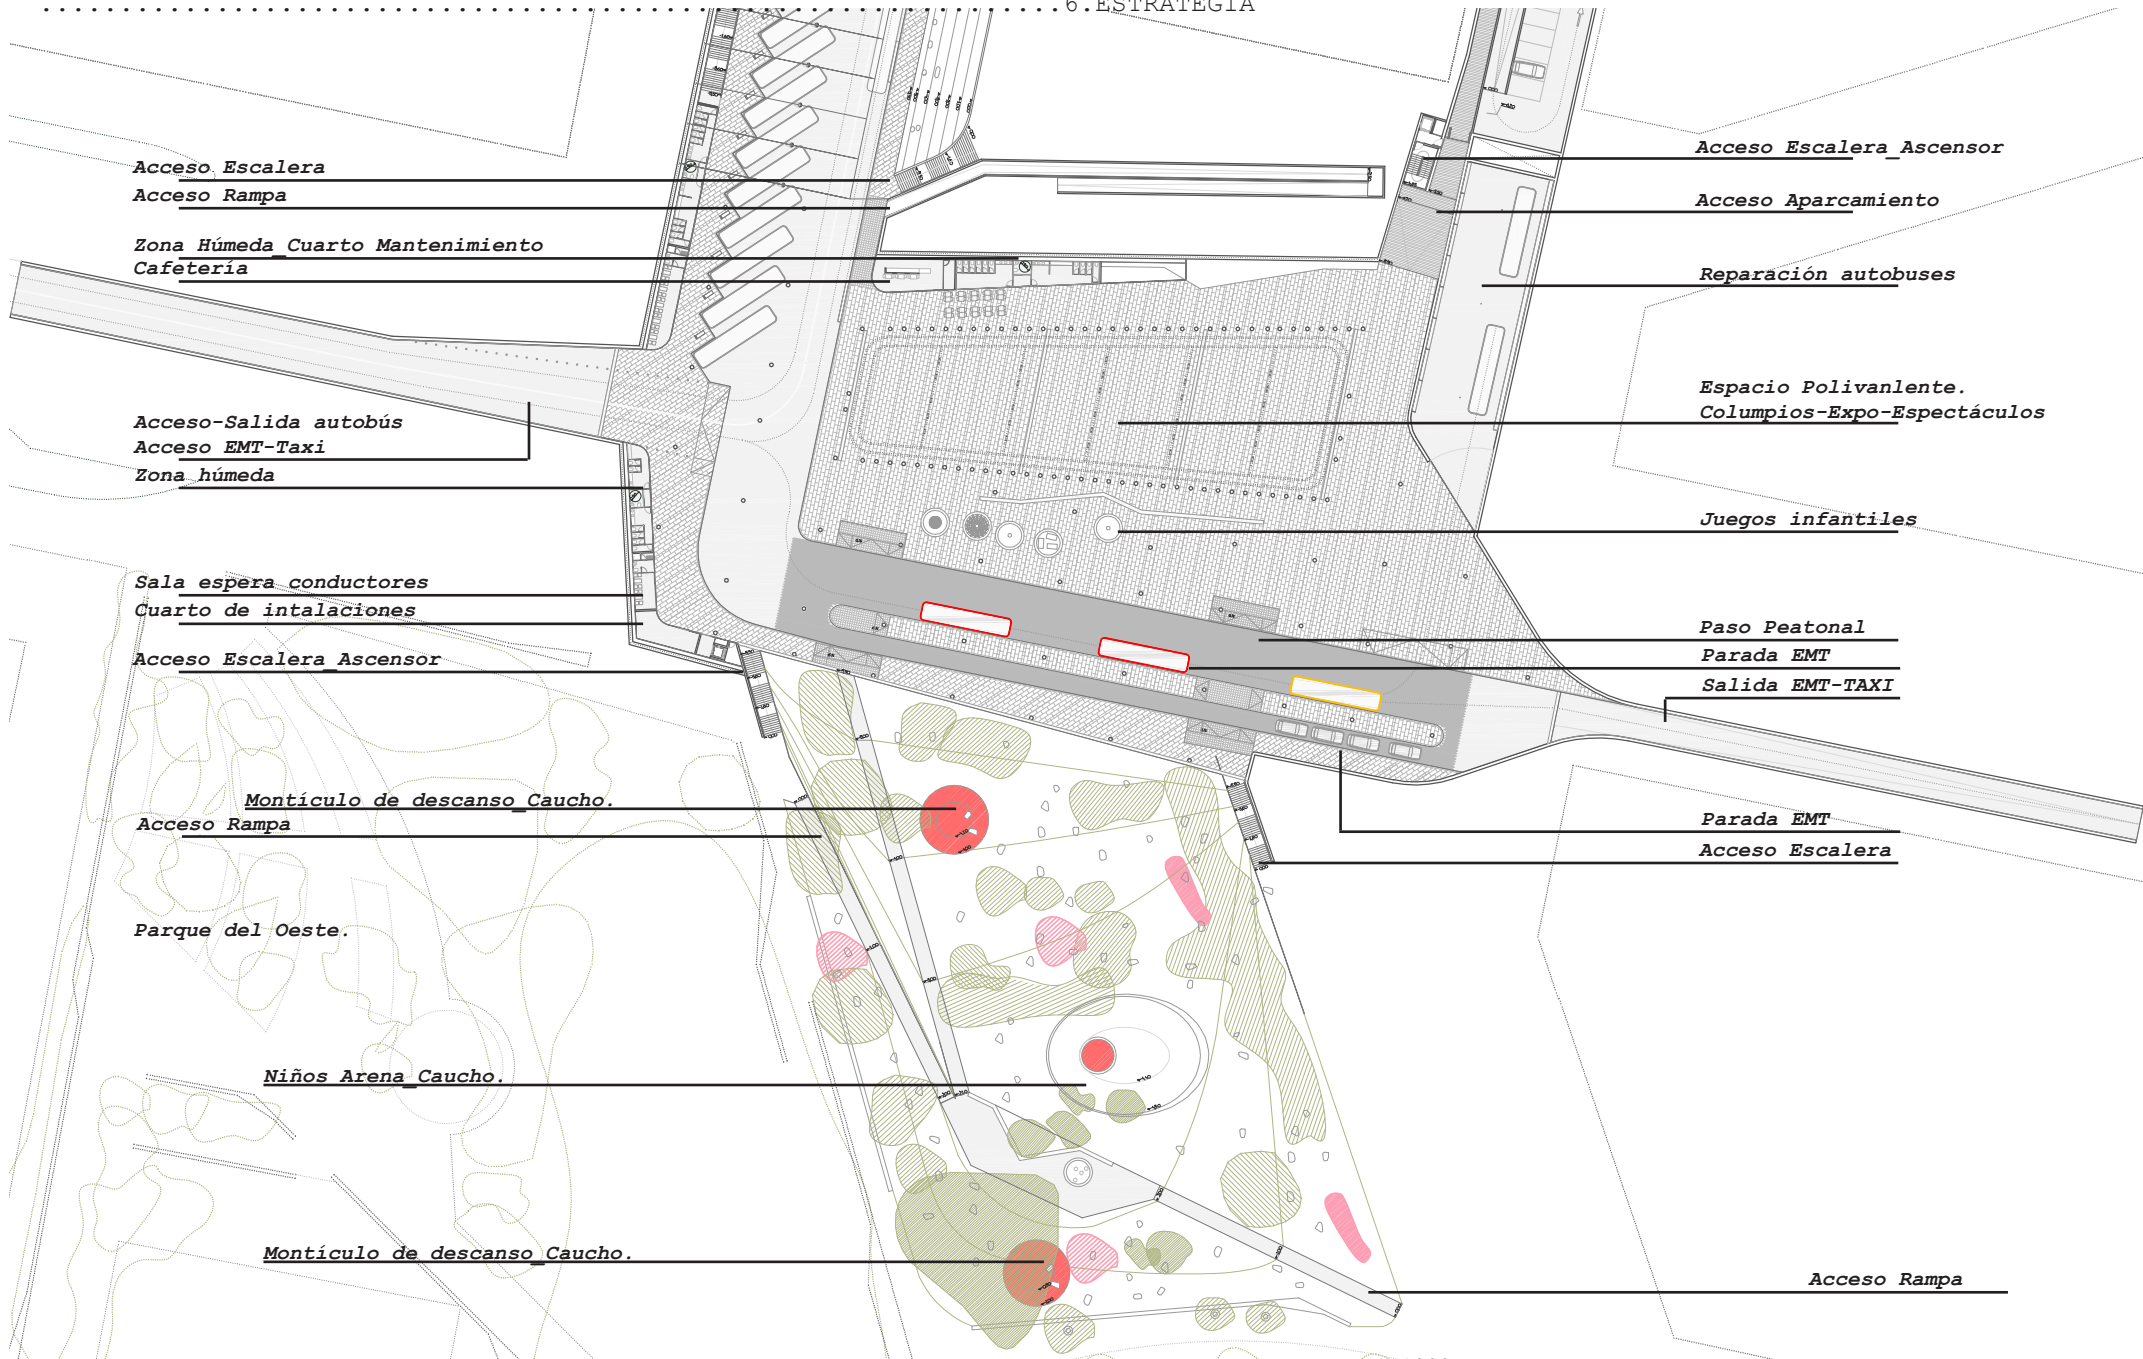 6.ESTRATEGIA
Acceso Escalera
Acceso Rampa
Zona Húmeda_Cuarto Mantenimiento
Cafetería
Acceso-Salida autobús
Acceso EMT-Taxi
Zona húmeda
Sala espera conductores
Cuarto de intalaciones
Acceso Escalera_Ascensor
Montículo de descanso_Caucho.
Acceso Rampa
Parque del Oeste.
Niños Arena_Caucho.
Montículo de descanso_Caucho.
Acceso Escalera_Ascensor
Acceso Aparcamiento
Reparación autobuses
Espacio Polivanlente.
Columpios-Expo-Espectáculos
Juegos infantiles
Paso Peatonal
Parada EMT
Salida EMT-TAXI
Parada EMT
Acceso Escalera
Acceso Rampa